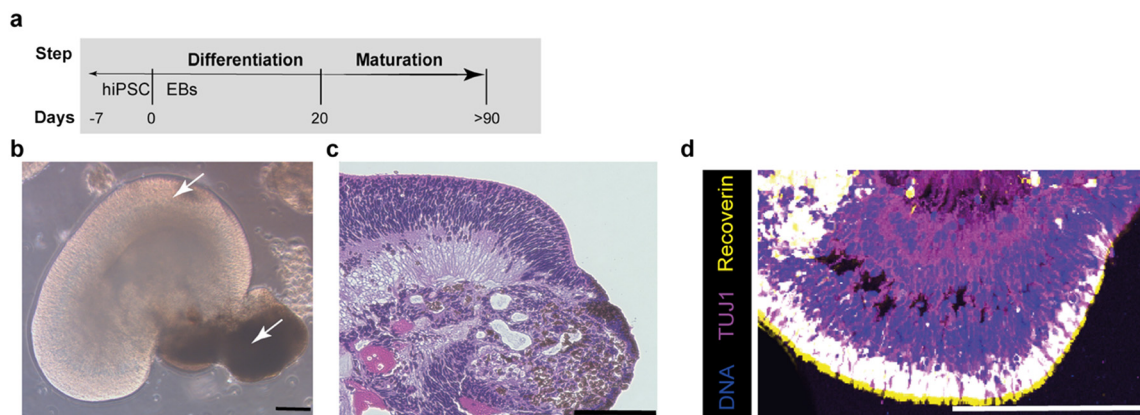 a
Step
Differentiation Maturation
hiPSC EBs
Days -7 0 20 >90
b
c
d
DNA TUJ1 Recoverin